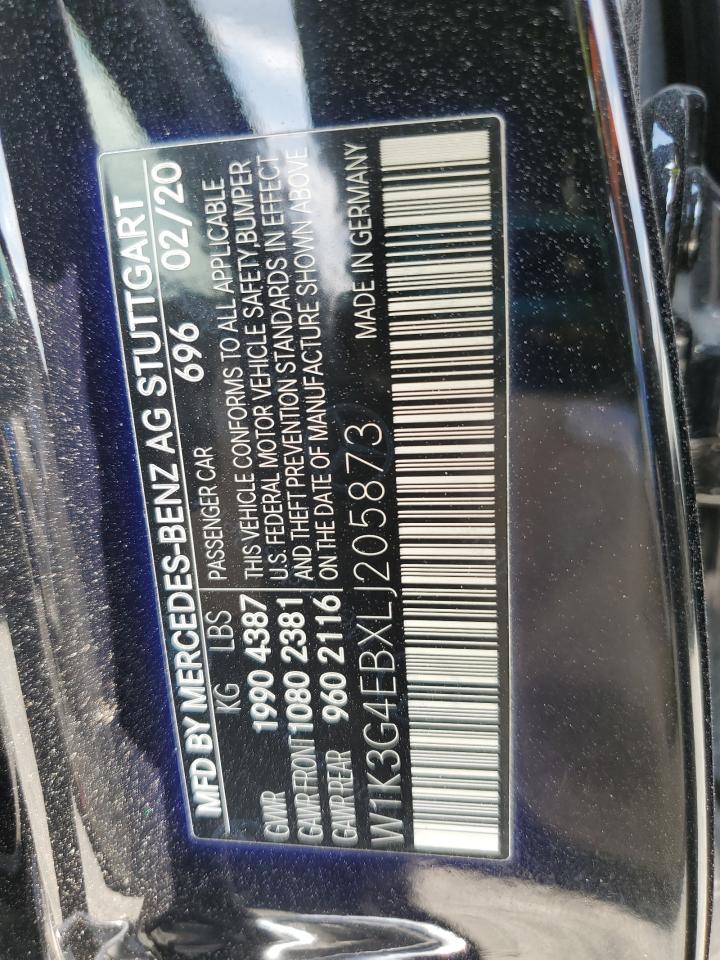 MFD BY MERCEDES-BENZ AG STUTTGART
KG LBS 696 02/20
PASSENGER CAR
GVWR 1990 4387
GAWR FRONT 1080 2381
GAWR REAR 960 2116
THIS VEHICLE CONFORMS TO ALL APPLICABLE
U.S. FEDERAL MOTOR VEHICLE SAFETY,BUMPER
AND THEFT PREVENTION STANDARDS IN EFFECT
ON THE DATE OF MANUFACTURE SHOWN ABOVE
W1K3G4EBXLJ205873 MADE IN GERMANY